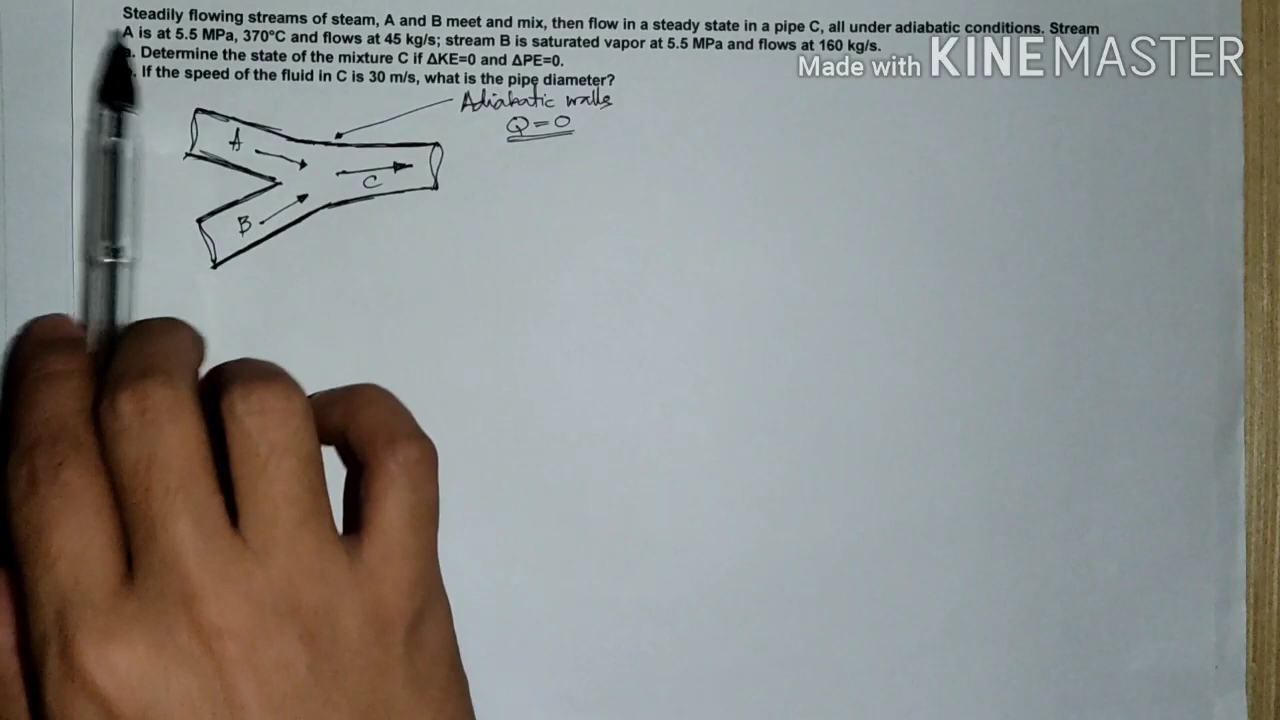 Steadily flowing streams of steam, A and B meet and mix, then flow in a steady state in a pipe C, all under adiabatic conditions. Stream
A is at 5.5 MPa, 370°C and flows at 45 kg/s; stream B is saturated vapor at 5.5 MPa and flows at 160 kg/s.
. Determine the state of the mixture C if ΔKE=0 and ΔPE=0.
. If the speed of the fluid in C is 30 m/s, what is the pipe diameter?
Made with KINEMASTER
Adiabatic walls
Q=0
A
C
B